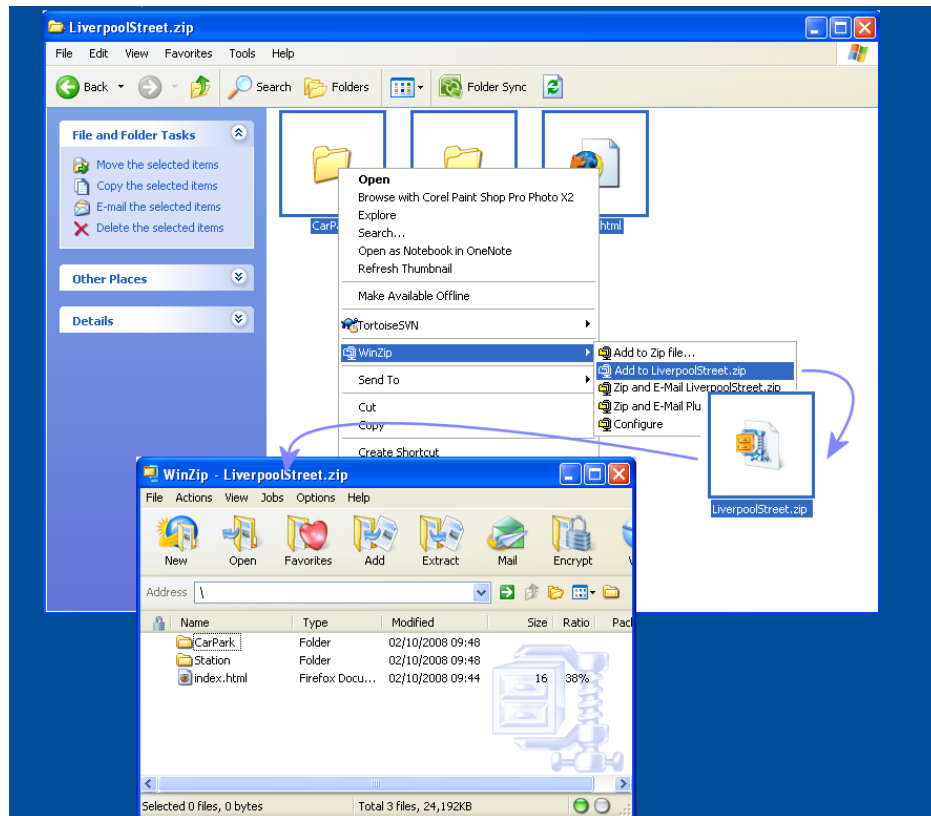 LiverpoolStreet.zip
File Edit View Favorites Tools Help
Back Search Folders Folder Sync
File and Folder Tasks
Move the selected items
Copy the selected items
E-mail the selected items
Delete the selected items
Other Places
Details
CarP
html
Open
Browse with Corel Paint Shop Pro Photo X2
Explore
Search...
Open as Notebook in OneNote
Refresh Thumbnail
Make Available Offline
TortoiseSVN
WinZip
Send To
Cut
Copy
Create Shortcut
Add to Zip file...
Add to LiverpoolStreet.zip
Zip and E-Mail LiverpoolStreet.zip
Zip and E-Mail Plu
Configure
LiverpoolStreet.zip
WinZip - LiverpoolStreet.zip
File Actions View Jobs Options Help
New Open Favorites Add Extract Mail Encrypt
Address \
Name Type Modified Size Ratio Pac
CarPark Folder 02/10/2008 09:48
Station Folder 02/10/2008 09:48
index.html Firefox Docu... 02/10/2008 09:44 16 38%
Selected 0 files, 0 bytes Total 3 files, 24,192KB